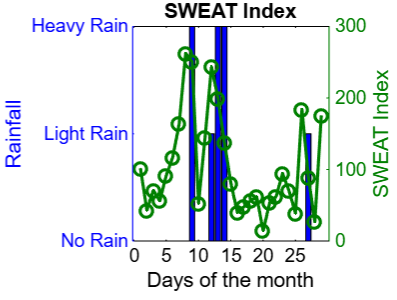 SWEAT Index
Heavy Rain
Light Rain
No Rain
Rainfall
300
200
100
0
SWEAT Index
0 5 10 15 20 25
Days of the month